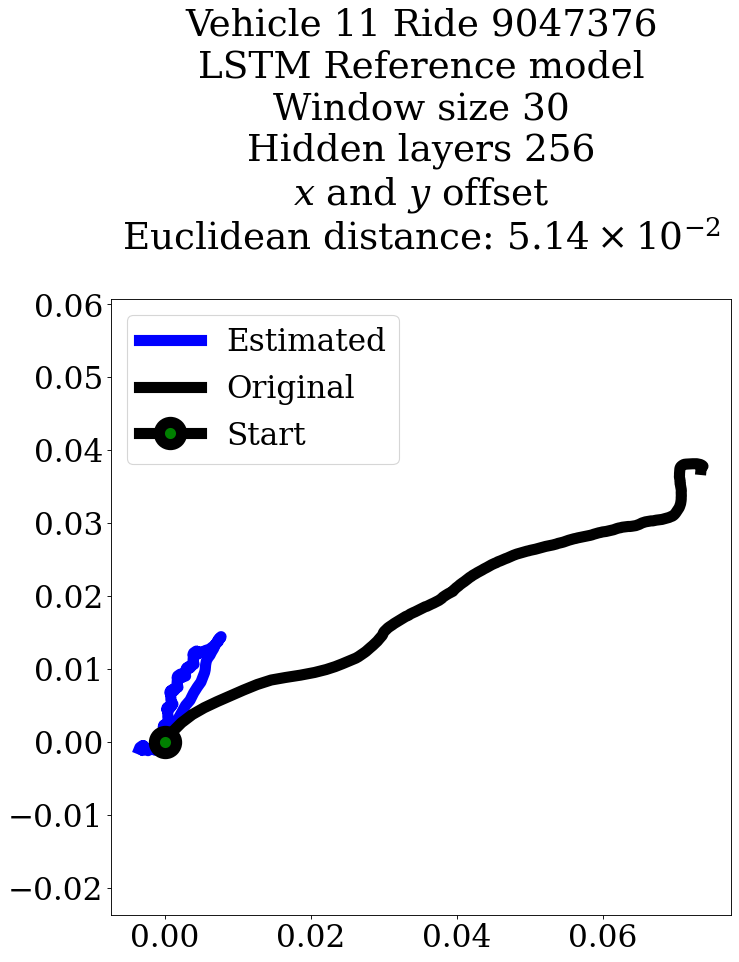 Vehicle 11 Ride 9047376
LSTM Reference model
Window size 30
Hidden layers 256
x and y offset
Euclidean distance: 5.14 × 10⁻²
0.06
0.05
0.04
0.03
0.02
0.01
0.00
−0.01
−0.02
Estimated
Original
Start
0.00 0.02 0.04 0.06